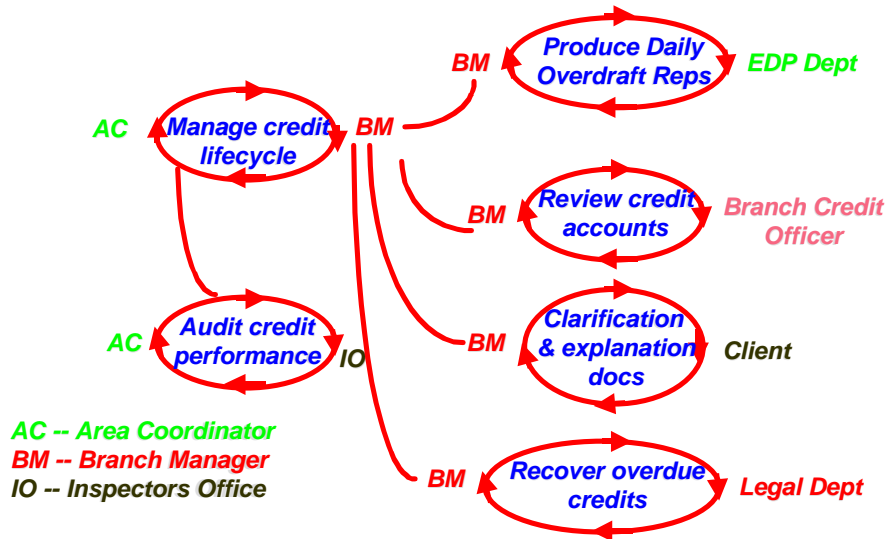 BM
Produce Daily
Overdraft Reps
EDP Dept
AC
Manage credit
lifecycle
BM
BM
Review credit
accounts
Branch Credit
Officer
AC
Audit credit
performance
IO
BM
Clarification
& explanation
docs
Client
AC -- Area Coordinator
BM -- Branch Manager
IO -- Inspectors Office
BM
Recover overdue
credits
Legal Dept